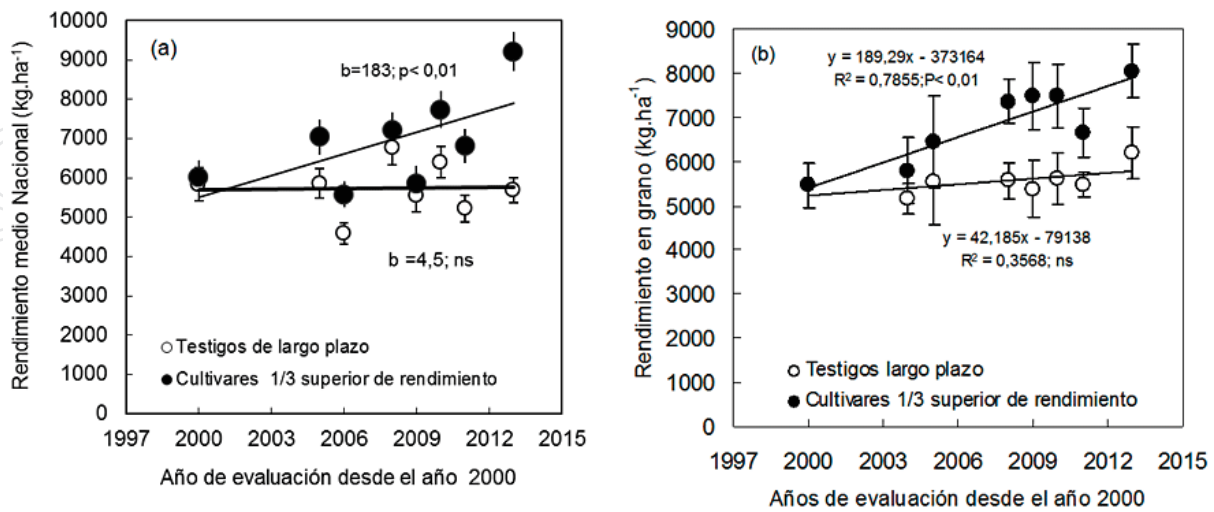 Rendimiento medio Nacional (kg.ha⁻¹)
10000
9000
8000
7000
6000
5000
4000
3000
2000
1000
0
(a)
b=183; p< 0,01
b =4,5; ns
Testigos de largo plazo
Cultivares 1/3 superior de rendimiento
1997 2000 2003 2006 2009 2012 2015
Año de evaluación desde el año 2000
Rendimiento en grano (kg.ha⁻¹)
9000
8000
7000
6000
5000
4000
3000
2000
1000
0
(b)
y = 189,29x - 373164
R² = 0,7855;P< 0,01
y = 42,185x - 79138
R² = 0,3568; ns
Testigos largo plazo
Cultivares 1/3 superior de rendimiento
1997 2000 2003 2006 2009 2012 2015
Años de evaluación desde el año 2000